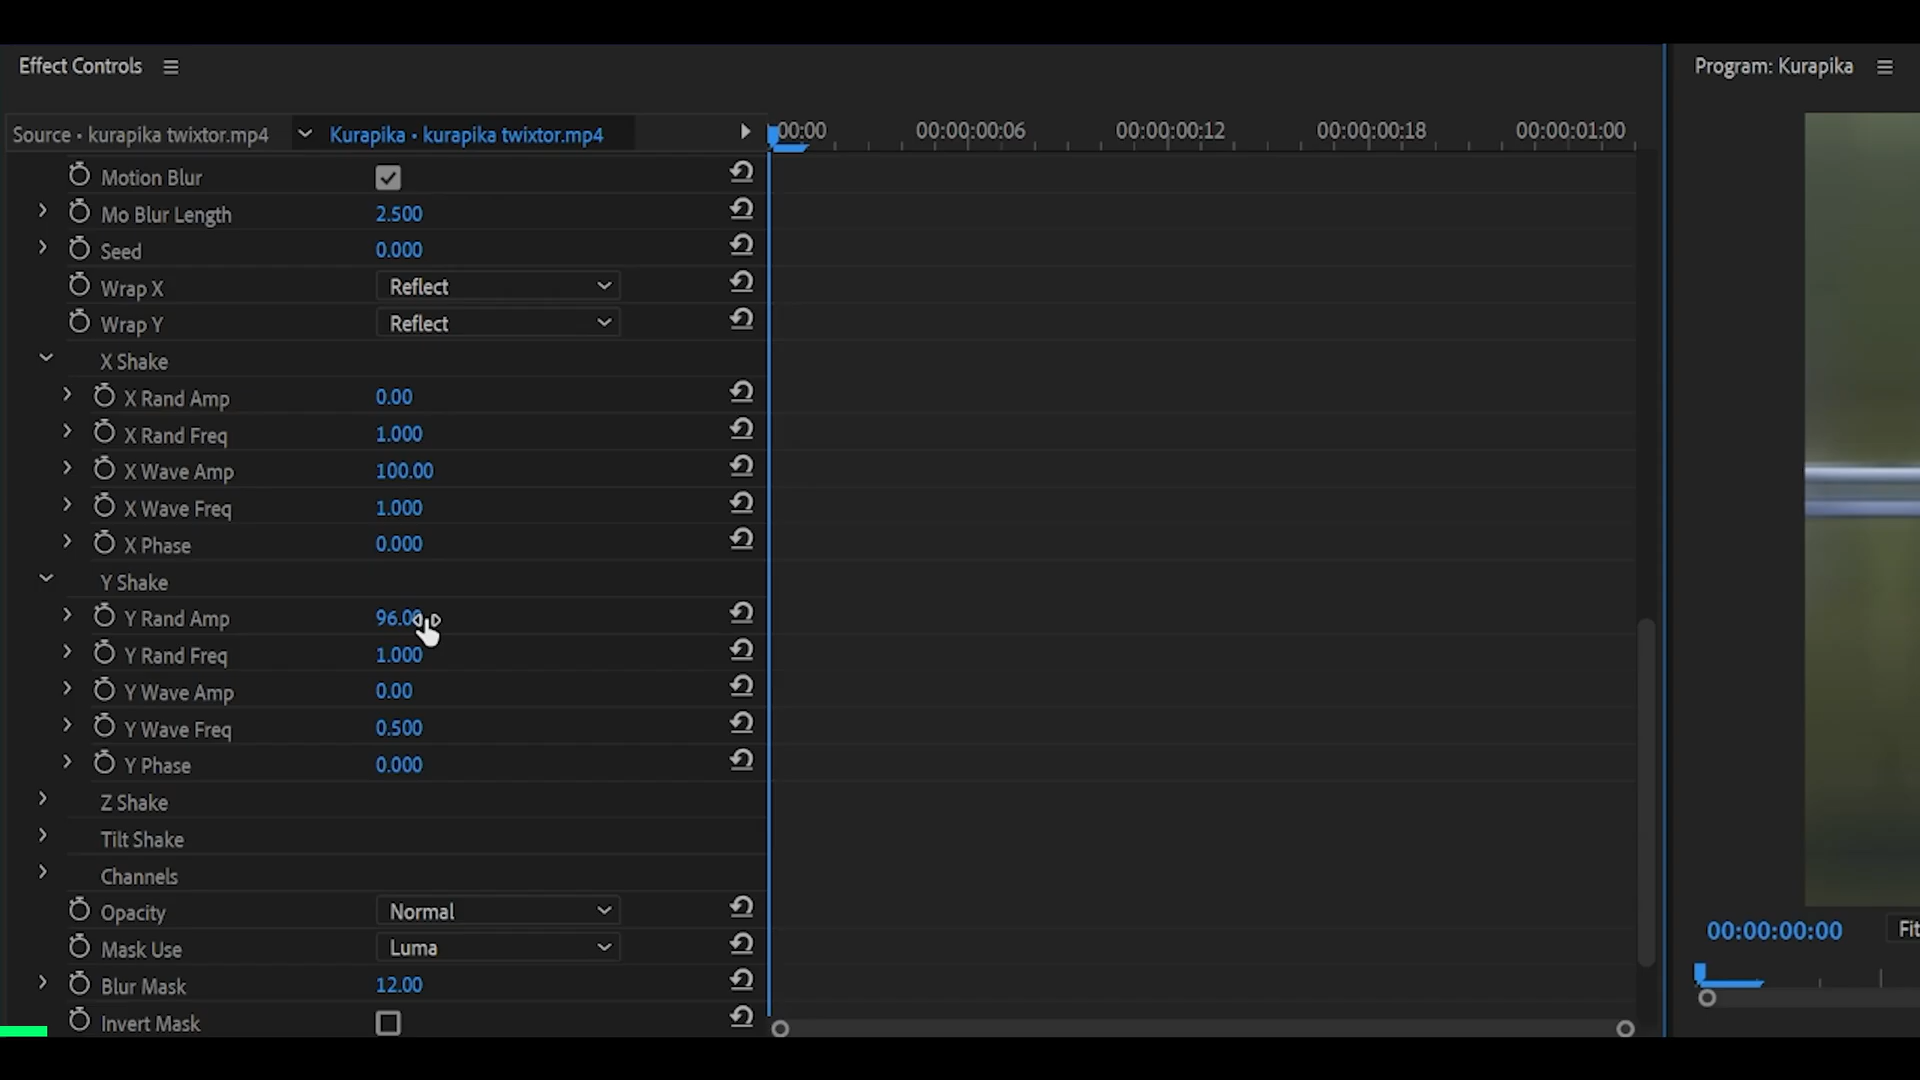 Effect Controls
Program: Kurapika
Source • kurapika twixtor.mp4
Kurapika • kurapika twixtor.mp4
:00:00
00:00:00:06
00:00:00:12
00:00:00:18
00:00:01:00
Motion Blur
Mo Blur Length 2.500
Seed 0.000
Wrap X Reflect
Wrap Y Reflect
X Shake
X Rand Amp 0.00
X Rand Freq 1.000
X Wave Amp 100.00
X Wave Freq 1.000
X Phase 0.000
Y Shake
Y Rand Amp 96.00
Y Rand Freq 1.000
Y Wave Amp 0.00
Y Wave Freq 0.500
Y Phase 0.000
Z Shake
Tilt Shake
Channels
Opacity Normal
Mask Use Luma
Blur Mask 12.00
Invert Mask
00:00:00:00
Fit